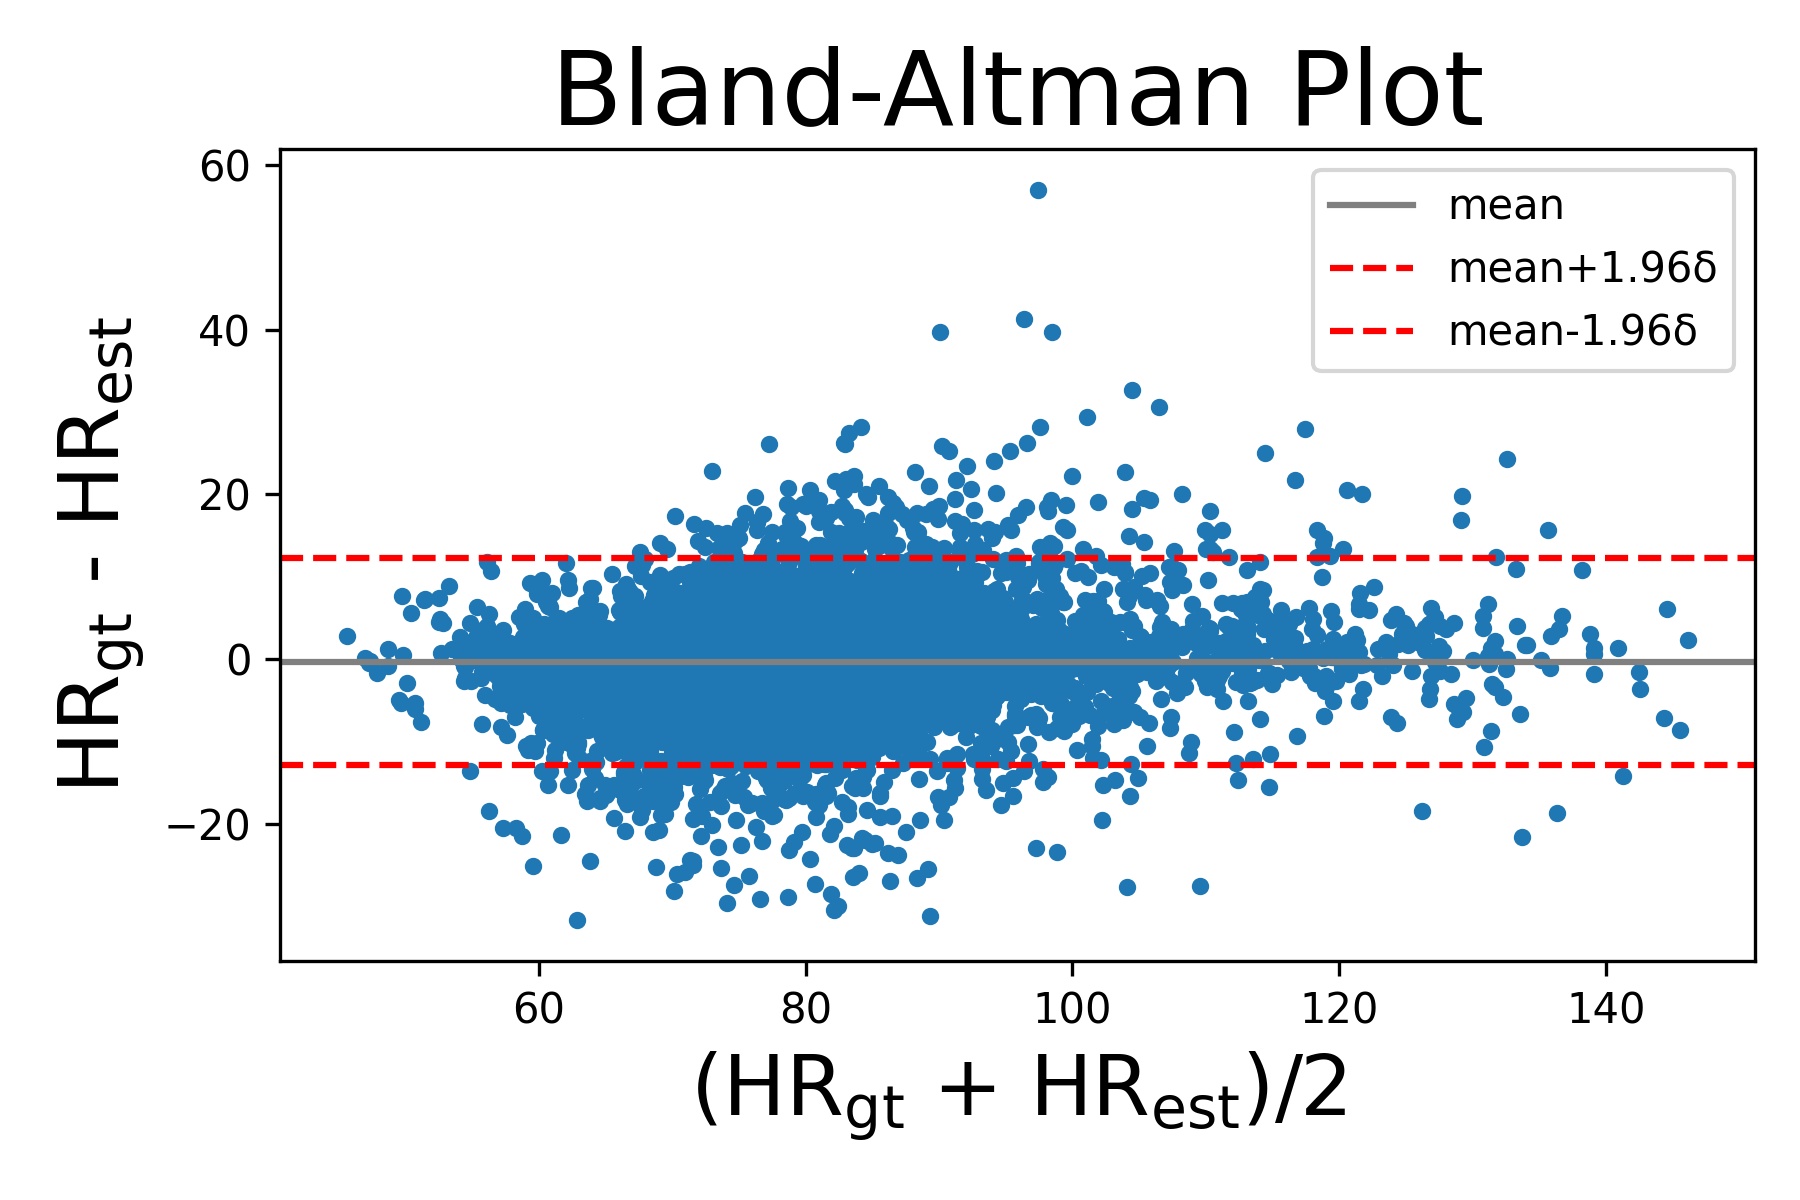 Bland-Altman Plot
HRgt - HRest
60
40
20
0
−20
mean
mean+1.96δ
mean-1.96δ
60 80 100 120 140
(HRgt + HRest)/2